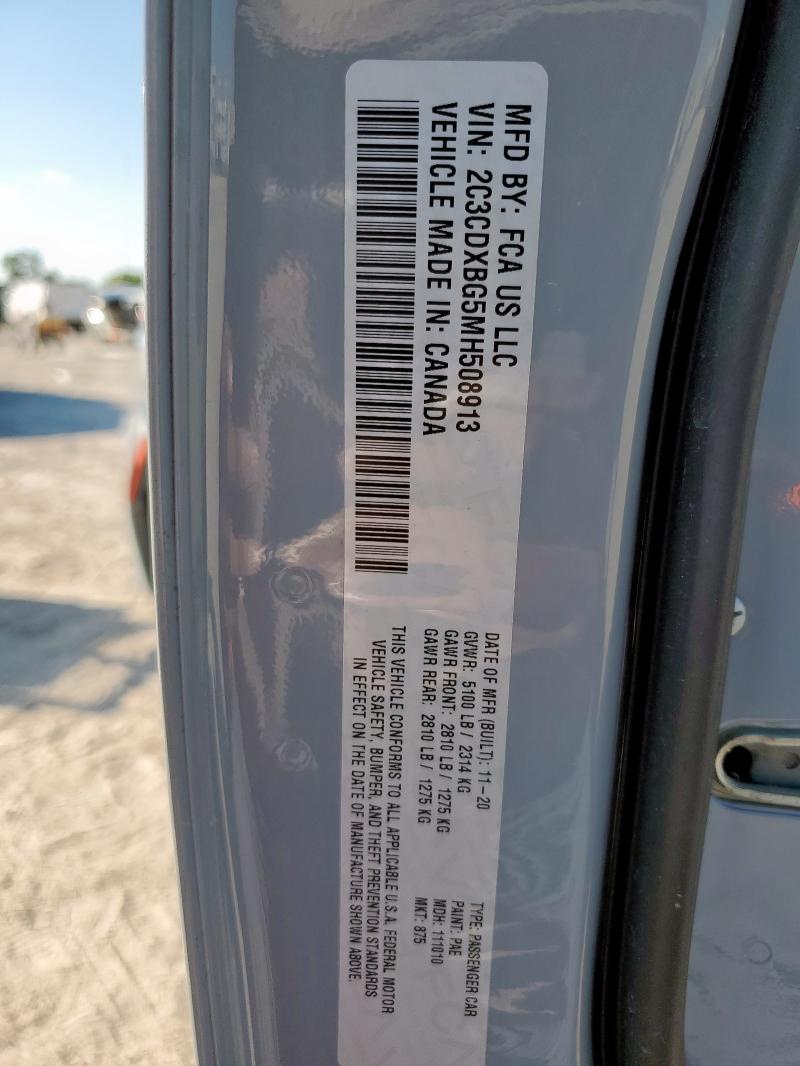 MFD BY: FCA US LLC
VIN: 2C3CDXBG5MH508913
VEHICLE MADE IN: CANADA
DATE OF MFR (BUILT): 11-20
GVWR: 5100 LB / 2314 KG
GAWR FRONT: 2810 LB / 1275 KG
GAWR REAR: 2810 LB / 1275 KG
TYPE: PASSENGER CAR
PAINT: PAE
MDH: 111010
MKT: 875
THIS VEHICLE CONFORMS TO ALL APPLICABLE U.S.A. FEDERAL MOTOR
VEHICLE SAFETY, BUMPER, AND THEFT PREVENTION STANDARDS
IN EFFECT ON THE DATE OF MANUFACTURE SHOWN ABOVE.